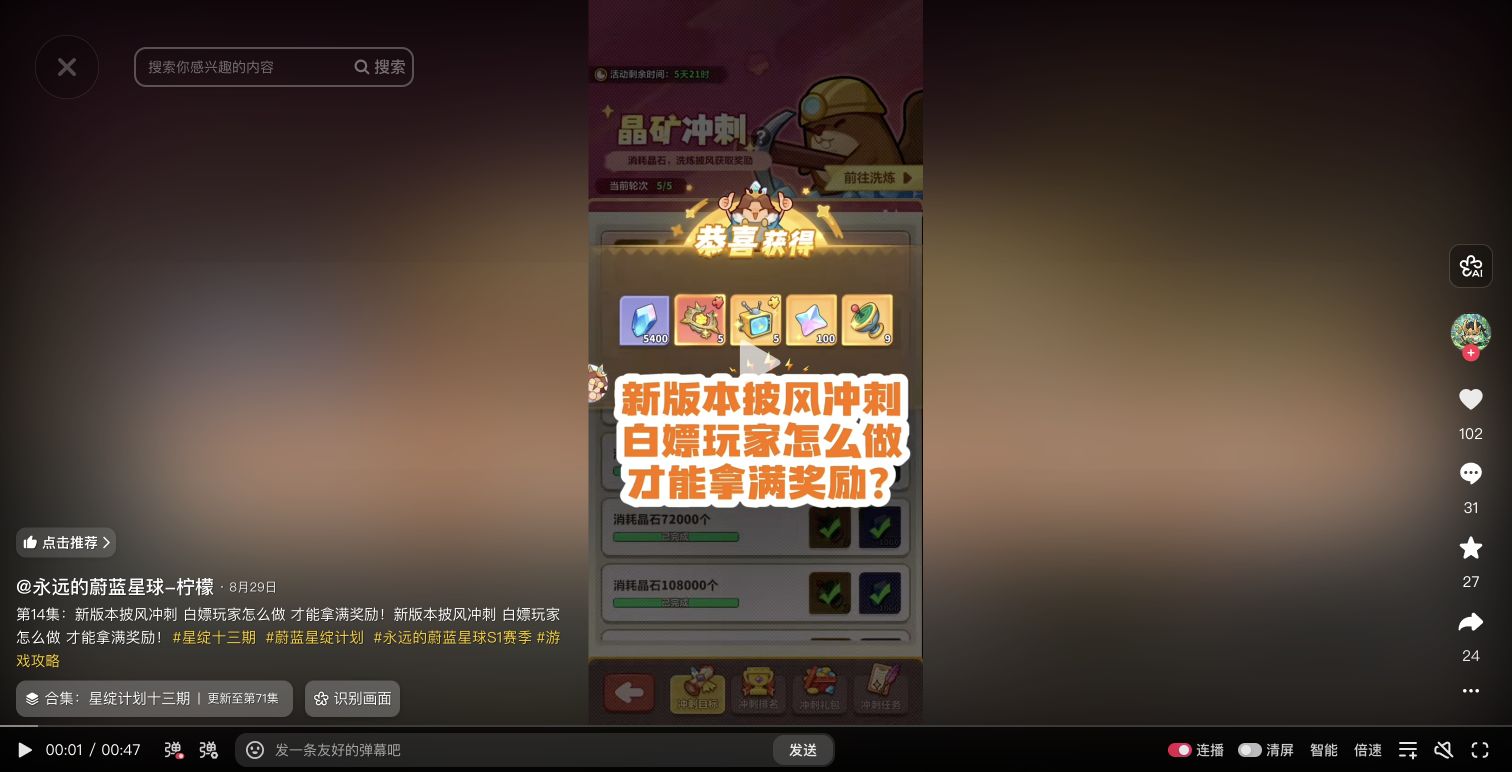 搜索你感兴趣的内容
搜索
活动剩余时间：5天21时
晶矿冲刺
?
消耗晶石，洗炼披风获取奖励
前往洗炼
当前轮次 5/5
恭喜获得
5400
5
5
100
9
新版本披风冲刺
白嫖玩家怎么做
才能拿满奖励?
消耗晶石72000个
已完成
消耗晶石108000个
已完成
冲刺目标
冲刺排名
冲刺礼包
冲刺任务
AI
102
31
27
24
点击推荐
@永远的蔚蓝星球-柠檬 · 8月29日
第14集：新版本披风冲刺 白嫖玩家怎么做 才能拿满奖励！新版本披风冲刺 白嫖玩家
怎么做 才能拿满奖励！#星绽十三期 #蔚蓝星绽计划 #永远的蔚蓝星球S1赛季 #游
戏攻略
合集：星绽计划十三期 | 更新至第71集
识别画面
00:01 / 00:47
弹
弹
发一条友好的弹幕吧
发送
连播
清屏
智能
倍速